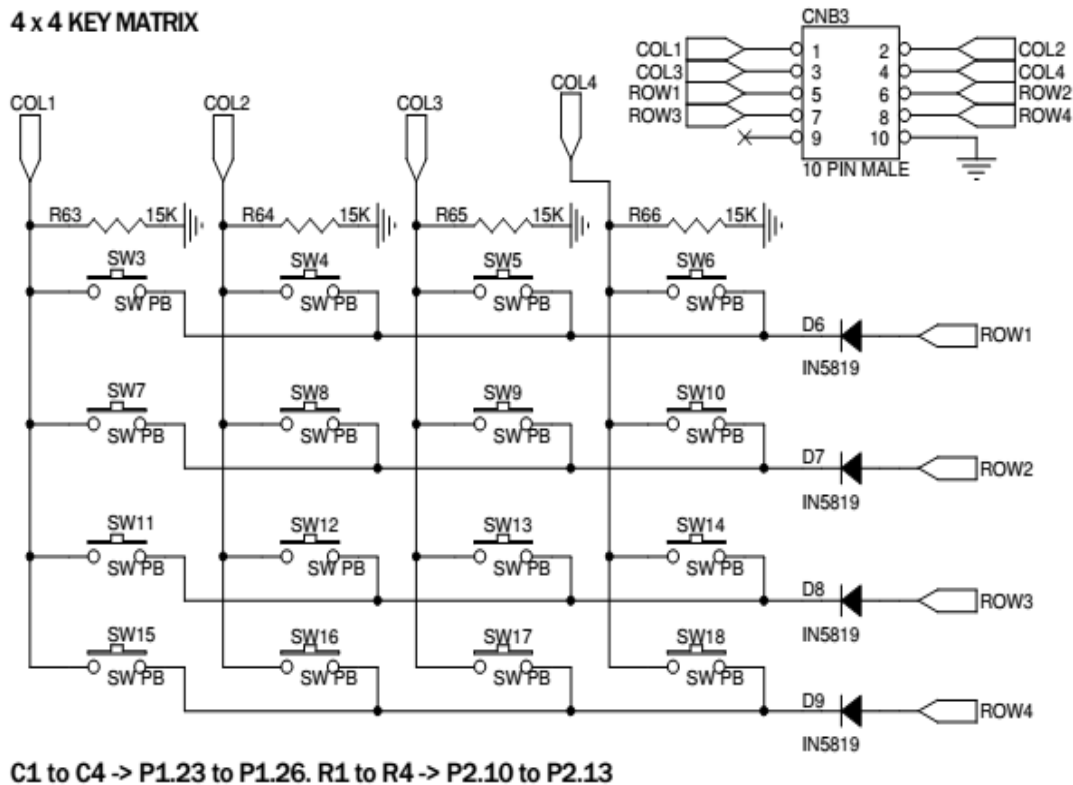 4 x 4 KEY MATRIX
CNB3
COL1 1 2 COL2
COL3 3 4 COL4
ROW1 5 6 ROW2
ROW3 7 8 ROW4
9 10
10 PIN MALE
COL1 COL2 COL3 COL4
R63 15K R64 15K R65 15K R66 15K
SW3 SW4 SW5 SW6
SW PB SW PB SW PB SW PB
D6 ROW1
IN5819
SW7 SW8 SW9 SW10
SW PB SW PB SW PB SW PB
D7 ROW2
IN5819
SW11 SW12 SW13 SW14
SW PB SW PB SW PB SW PB
D8 ROW3
IN5819
SW15 SW16 SW17 SW18
SW PB SW PB SW PB SW PB
D9 ROW4
IN5819
C1 to C4 -> P1.23 to P1.26. R1 to R4 -> P2.10 to P2.13